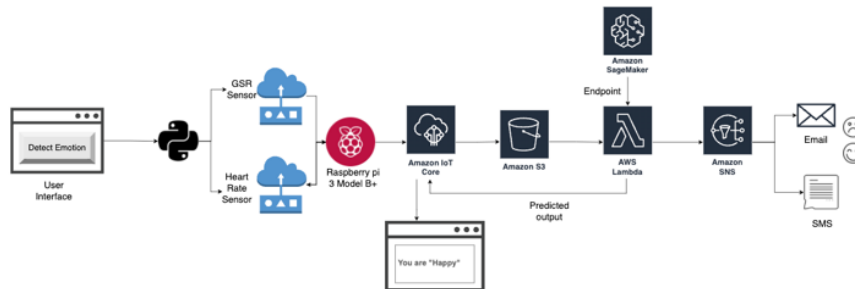 Detect Emotion
User
Interface
GSR
Sensor
Heart
Rate
Sensor
Raspberry pi
3 Model B+
Amazon IoT
Core
You are "Happy"
Amazon S3
Predicted
output
Amazon
SageMaker
Endpoint
AWS
Lambda
Amazon
SNS
Email
SMS